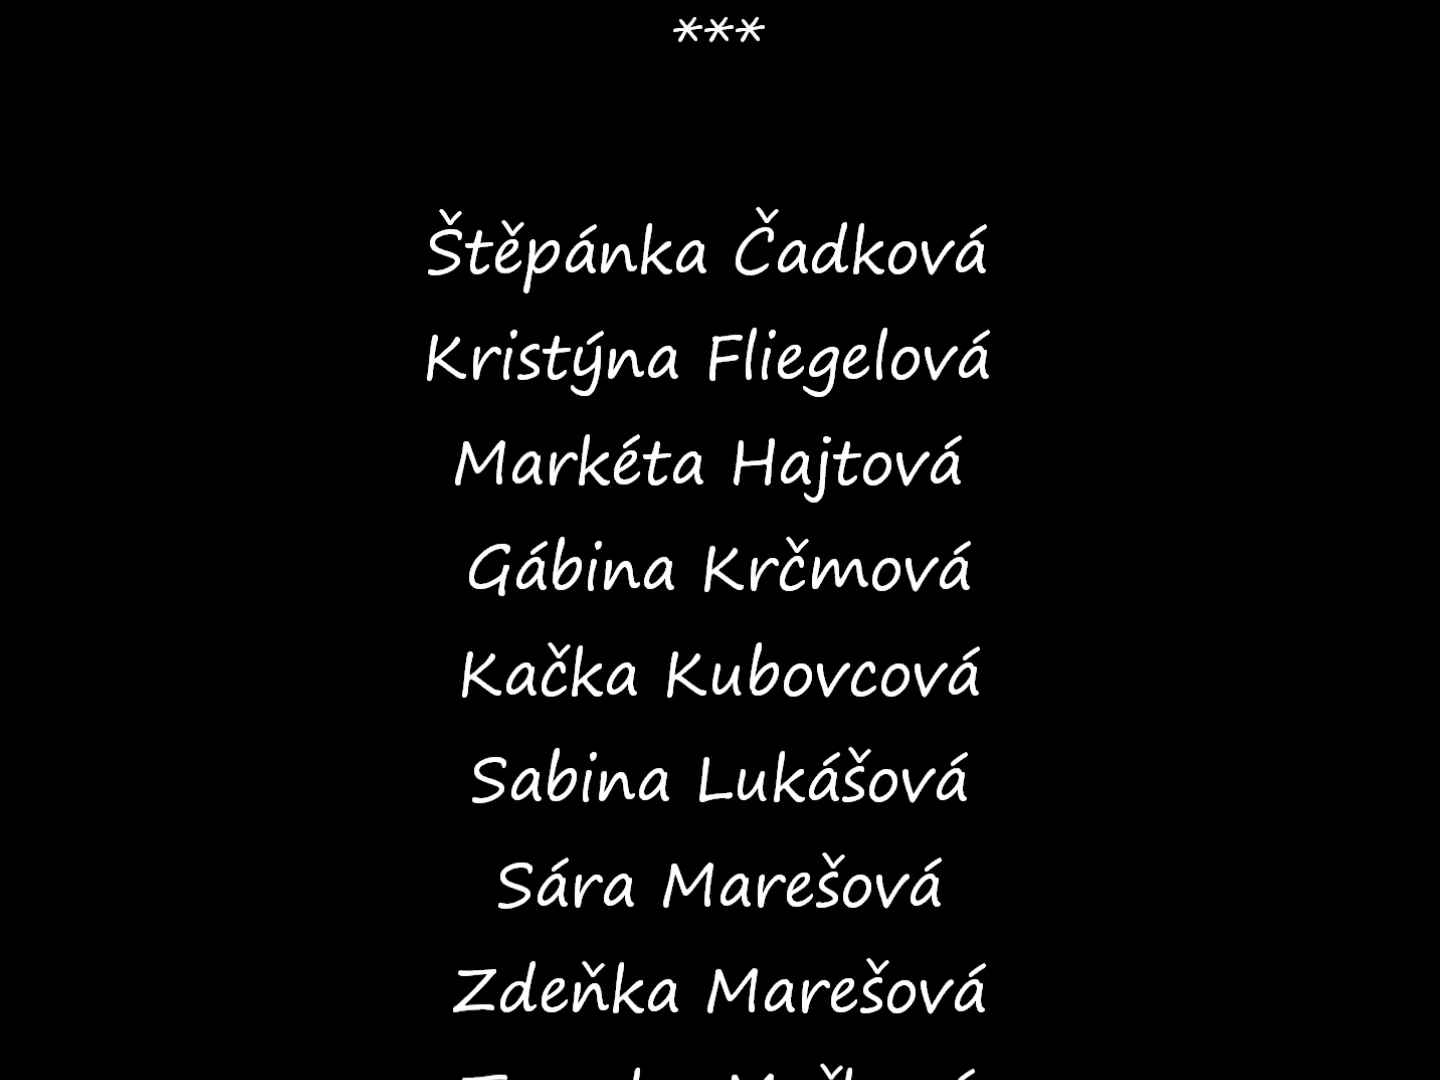 ***
Štěpánka Čadková
Kristýna Fliegelová
Markéta Hajtová
Gábina Krčmová
Kačka Kubovcová
Sabina Lukášová
Sára Marešová
Zdeňka Marešová